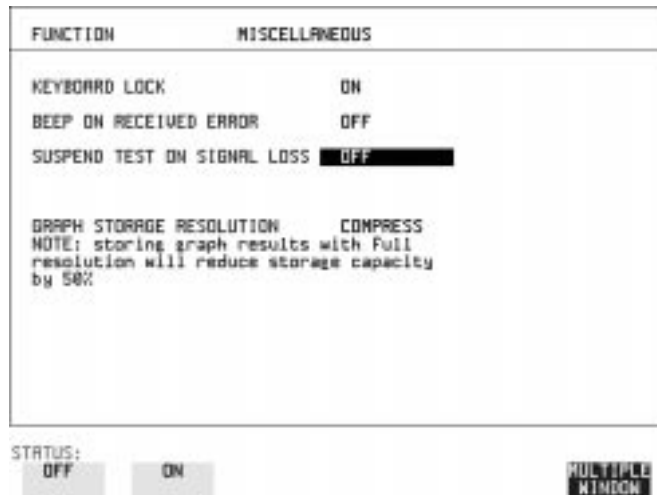 FUNCTION MISCELLANEOUS
KEYBOARD LOCK ON
BEEP ON RECEIVED ERROR OFF
SUSPEND TEST ON SIGNAL LOSS OFF
GRAPH STORAGE RESOLUTION COMPRESS
NOTE: storing graph results with Full
resolution will reduce storage capacity
by 50%
STATUS:
OFF ON MULTIPLE
WINDOW